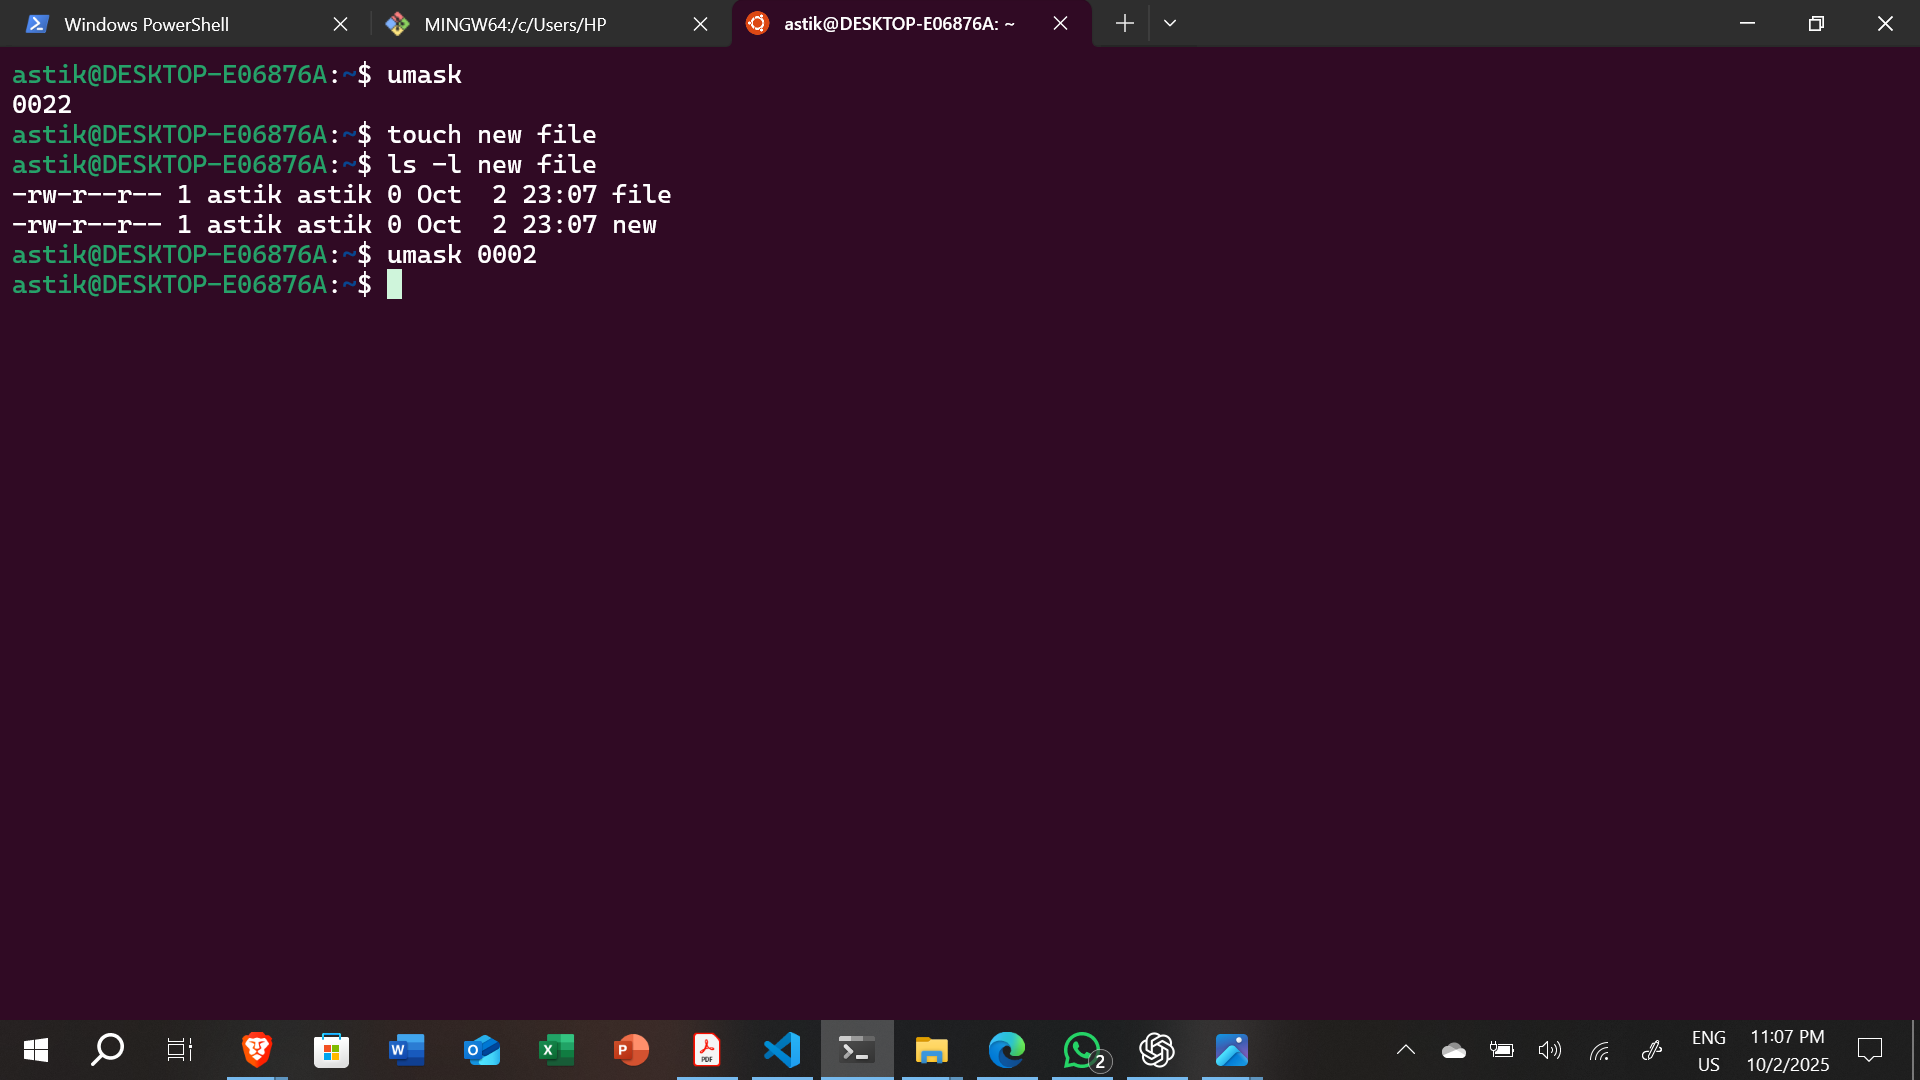 Windows PowerShell
MINGW64:/c/Users/HP
astik@DESKTOP-E06876A: ~
astik@DESKTOP-E06876A:~$ umask
0022
astik@DESKTOP-E06876A:~$ touch new file
astik@DESKTOP-E06876A:~$ ls -l new file
-rw-r--r-- 1 astik astik 0 Oct  2 23:07 file
-rw-r--r-- 1 astik astik 0 Oct  2 23:07 new
astik@DESKTOP-E06876A:~$ umask 0002
astik@DESKTOP-E06876A:~$
W
O
X
P
PDF
2
ENG
US
11:07 PM
10/2/2025